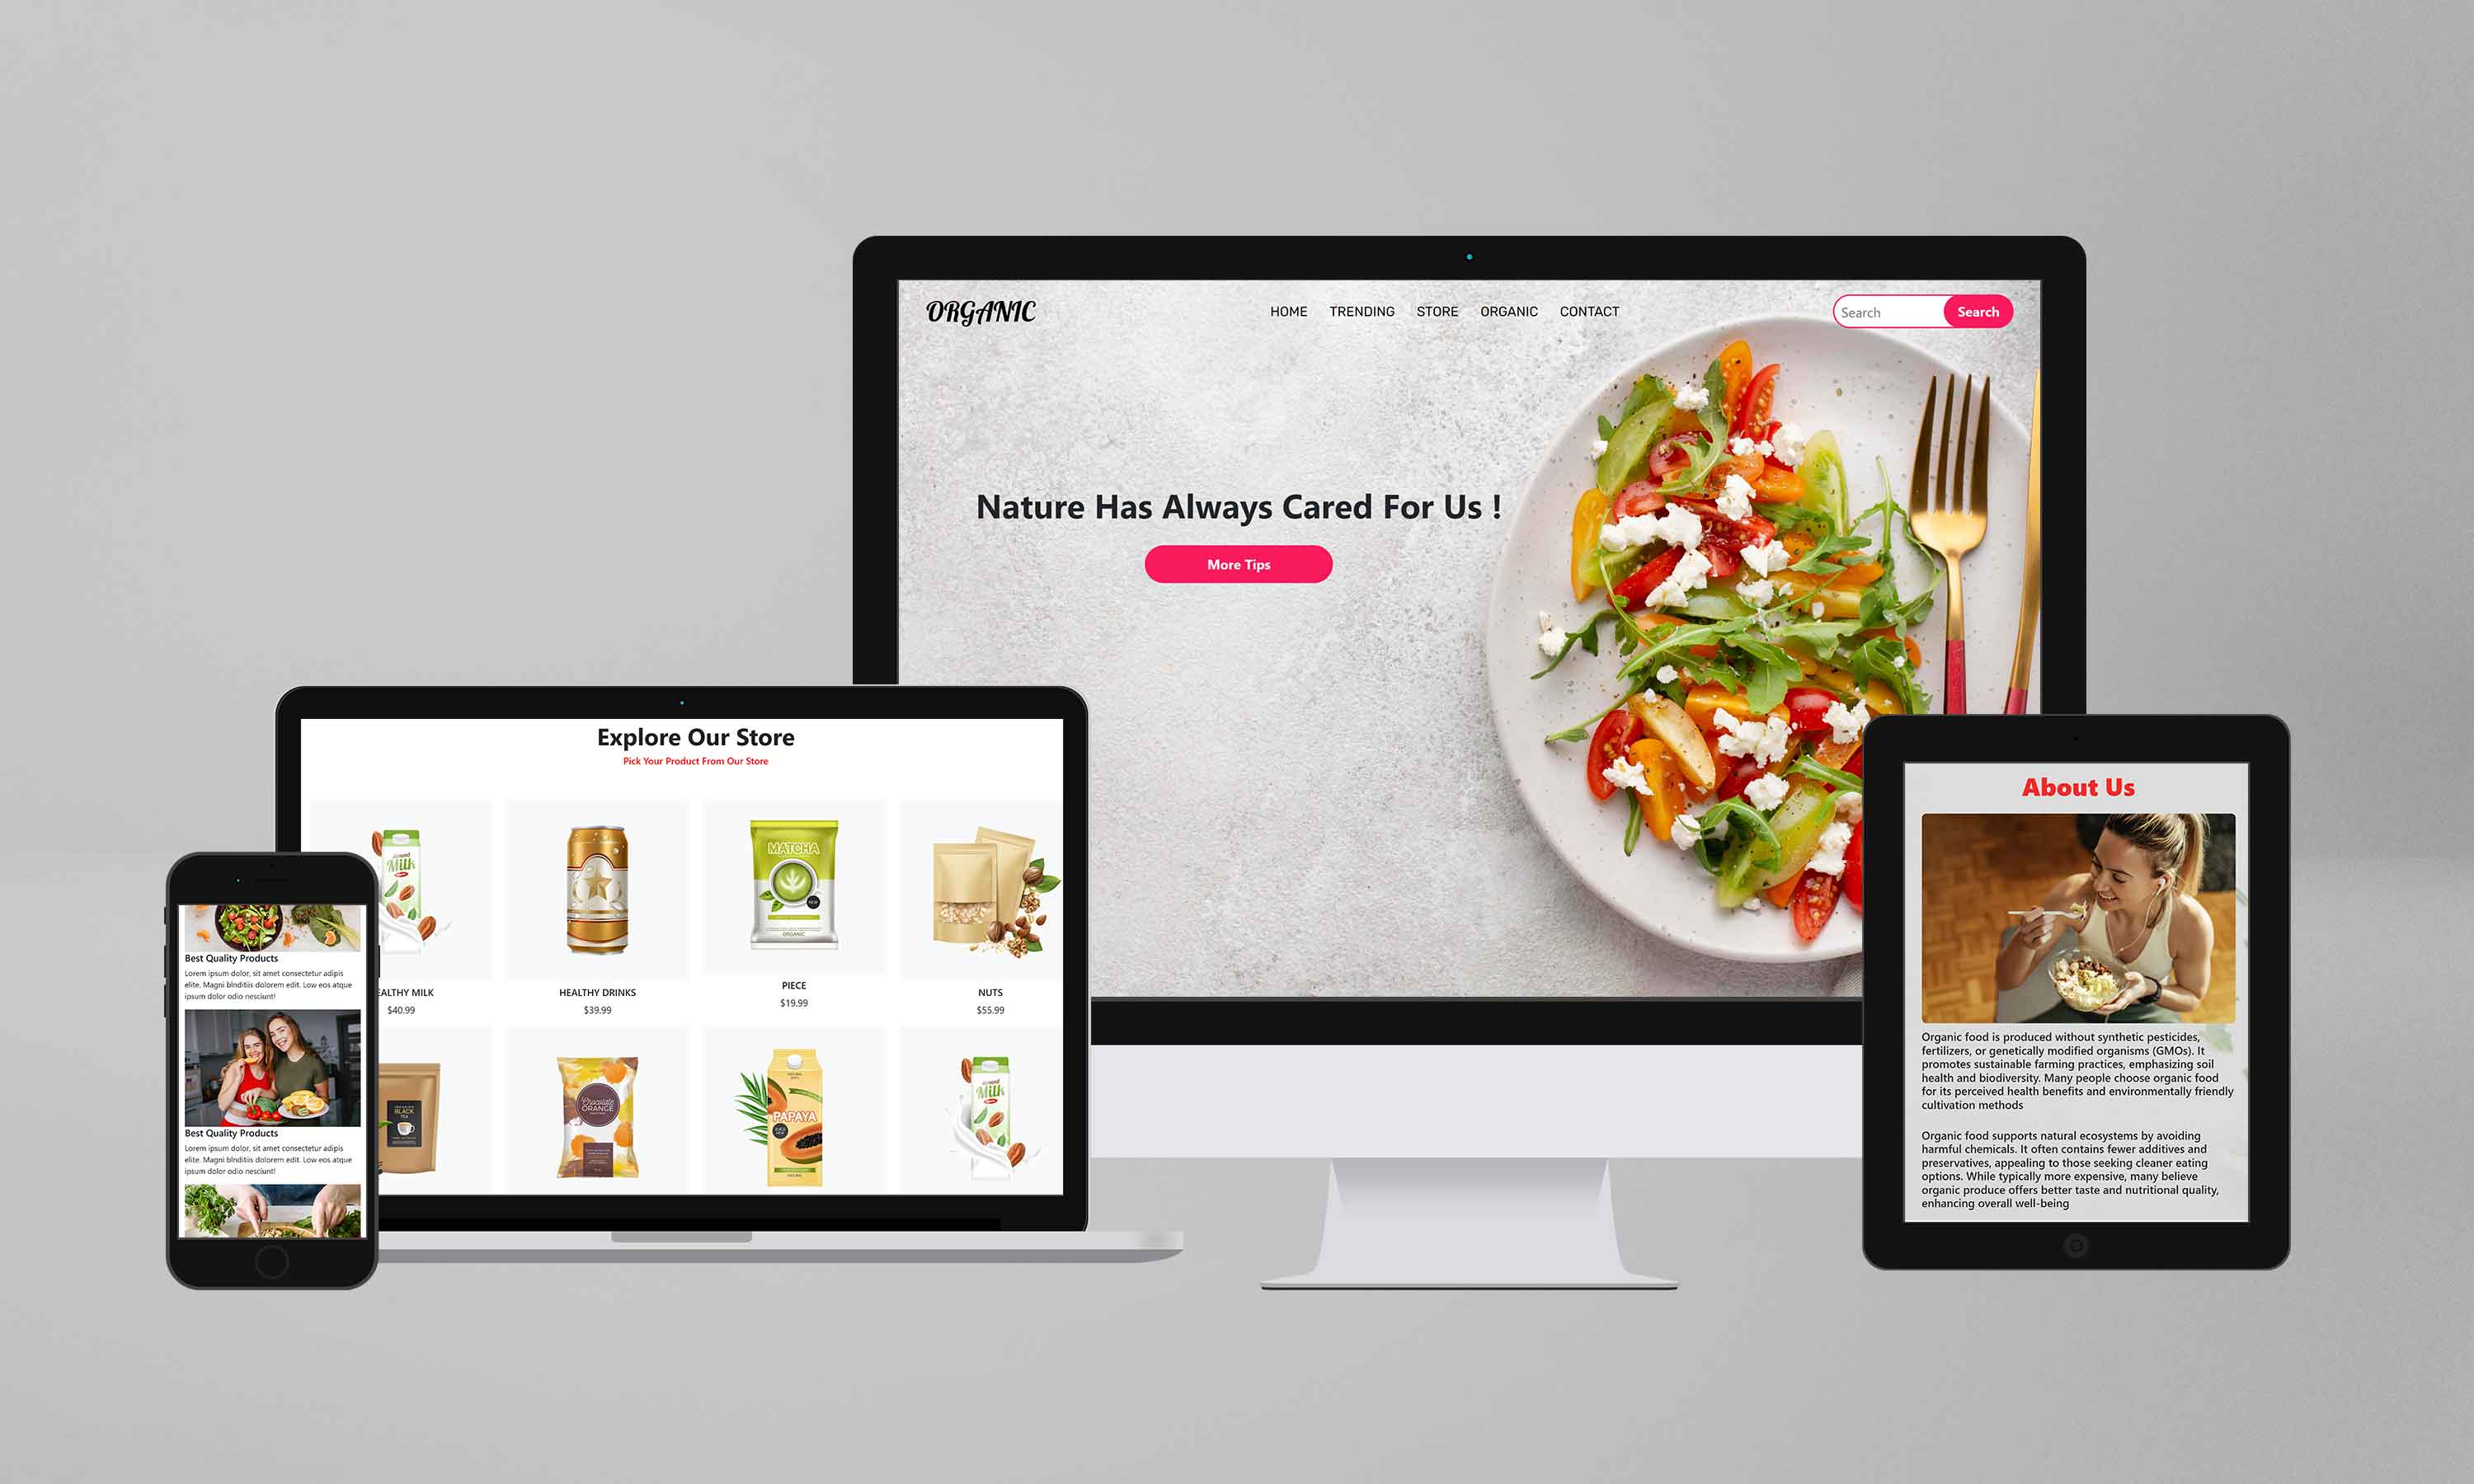 ORGANIC
HOME TRENDING STORE ORGANIC CONTACT
Search Search
Nature Has Always Cared For Us !
More Tips
Explore Our Store
Pick Your Product From Our Store
Milk
MATCHA
NEW
ORGANIC
EALTHY MILK
$40.99
HEALTHY DRINKS
$39.99
PIECE
$19.99
NUTS
$55.99
BLACK
TEA
Chocolate
ORANGE
PAPAYA
Milk
Best Quality Products
Lorem ipsum dolor, sit amet consectetur adipis
elite. Magni blnditiis dolorem edit. Low eos atque
ipsum dolor odio nesciunt!
Best Quality Products
Lorem ipsum dolor, sit amet consectetur adipis
elite. Magni blnditiis dolorem edit. Low eos atque
ipsum dolor odio nesciunt!
About Us
Organic food is produced without synthetic pesticides,
fertilizers, or genetically modified organisms (GMOs). It
promotes sustainable farming practices, emphasizing soil
health and biodiversity. Many people choose organic food
for its perceived health benefits and environmentally friendly
cultivation methods
Organic food supports natural ecosystems by avoiding
harmful chemicals. It often contains fewer additives and
preservatives, appealing to those seeking cleaner eating
options. While typically more expensive, many believe
organic produce offers better taste and nutritional quality,
enhancing overall well-being